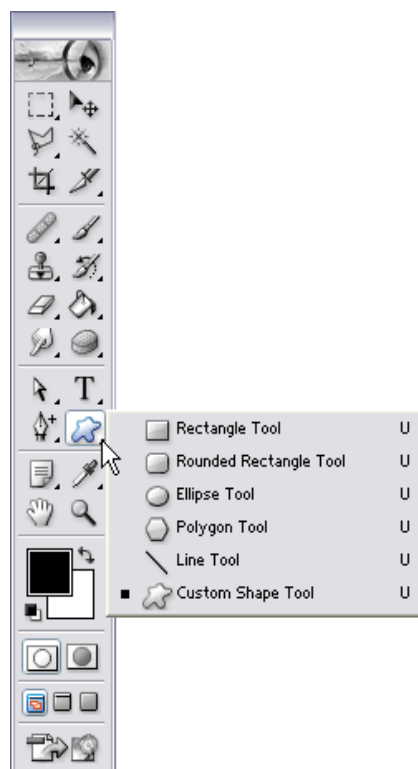 T
Rectangle Tool U
Rounded Rectangle Tool U
Ellipse Tool U
Polygon Tool U
Line Tool U
Custom Shape Tool U